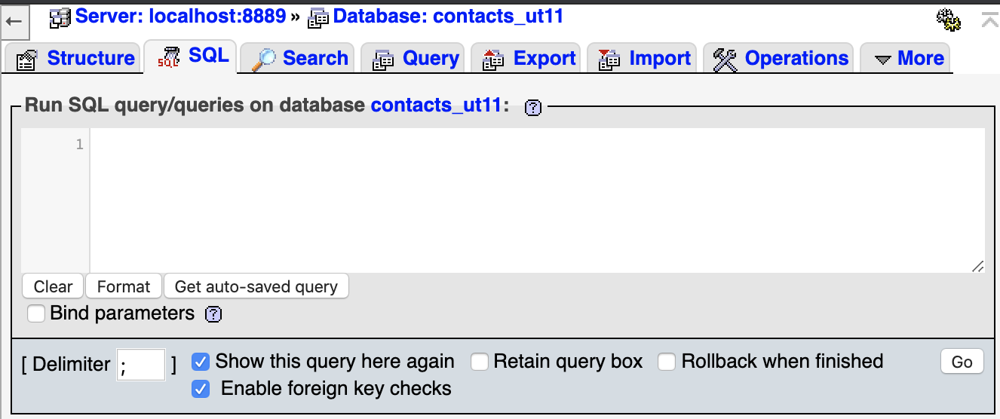 Server: localhost:8889 » Database: contacts_ut11
Structure SQL Search Query Export Import Operations More
Run SQL query/queries on database contacts_ut11:
1
Clear Format Get auto-saved query
Bind parameters
[ Delimiter ; ] Show this query here again Retain query box Rollback when finished Go
Enable foreign key checks